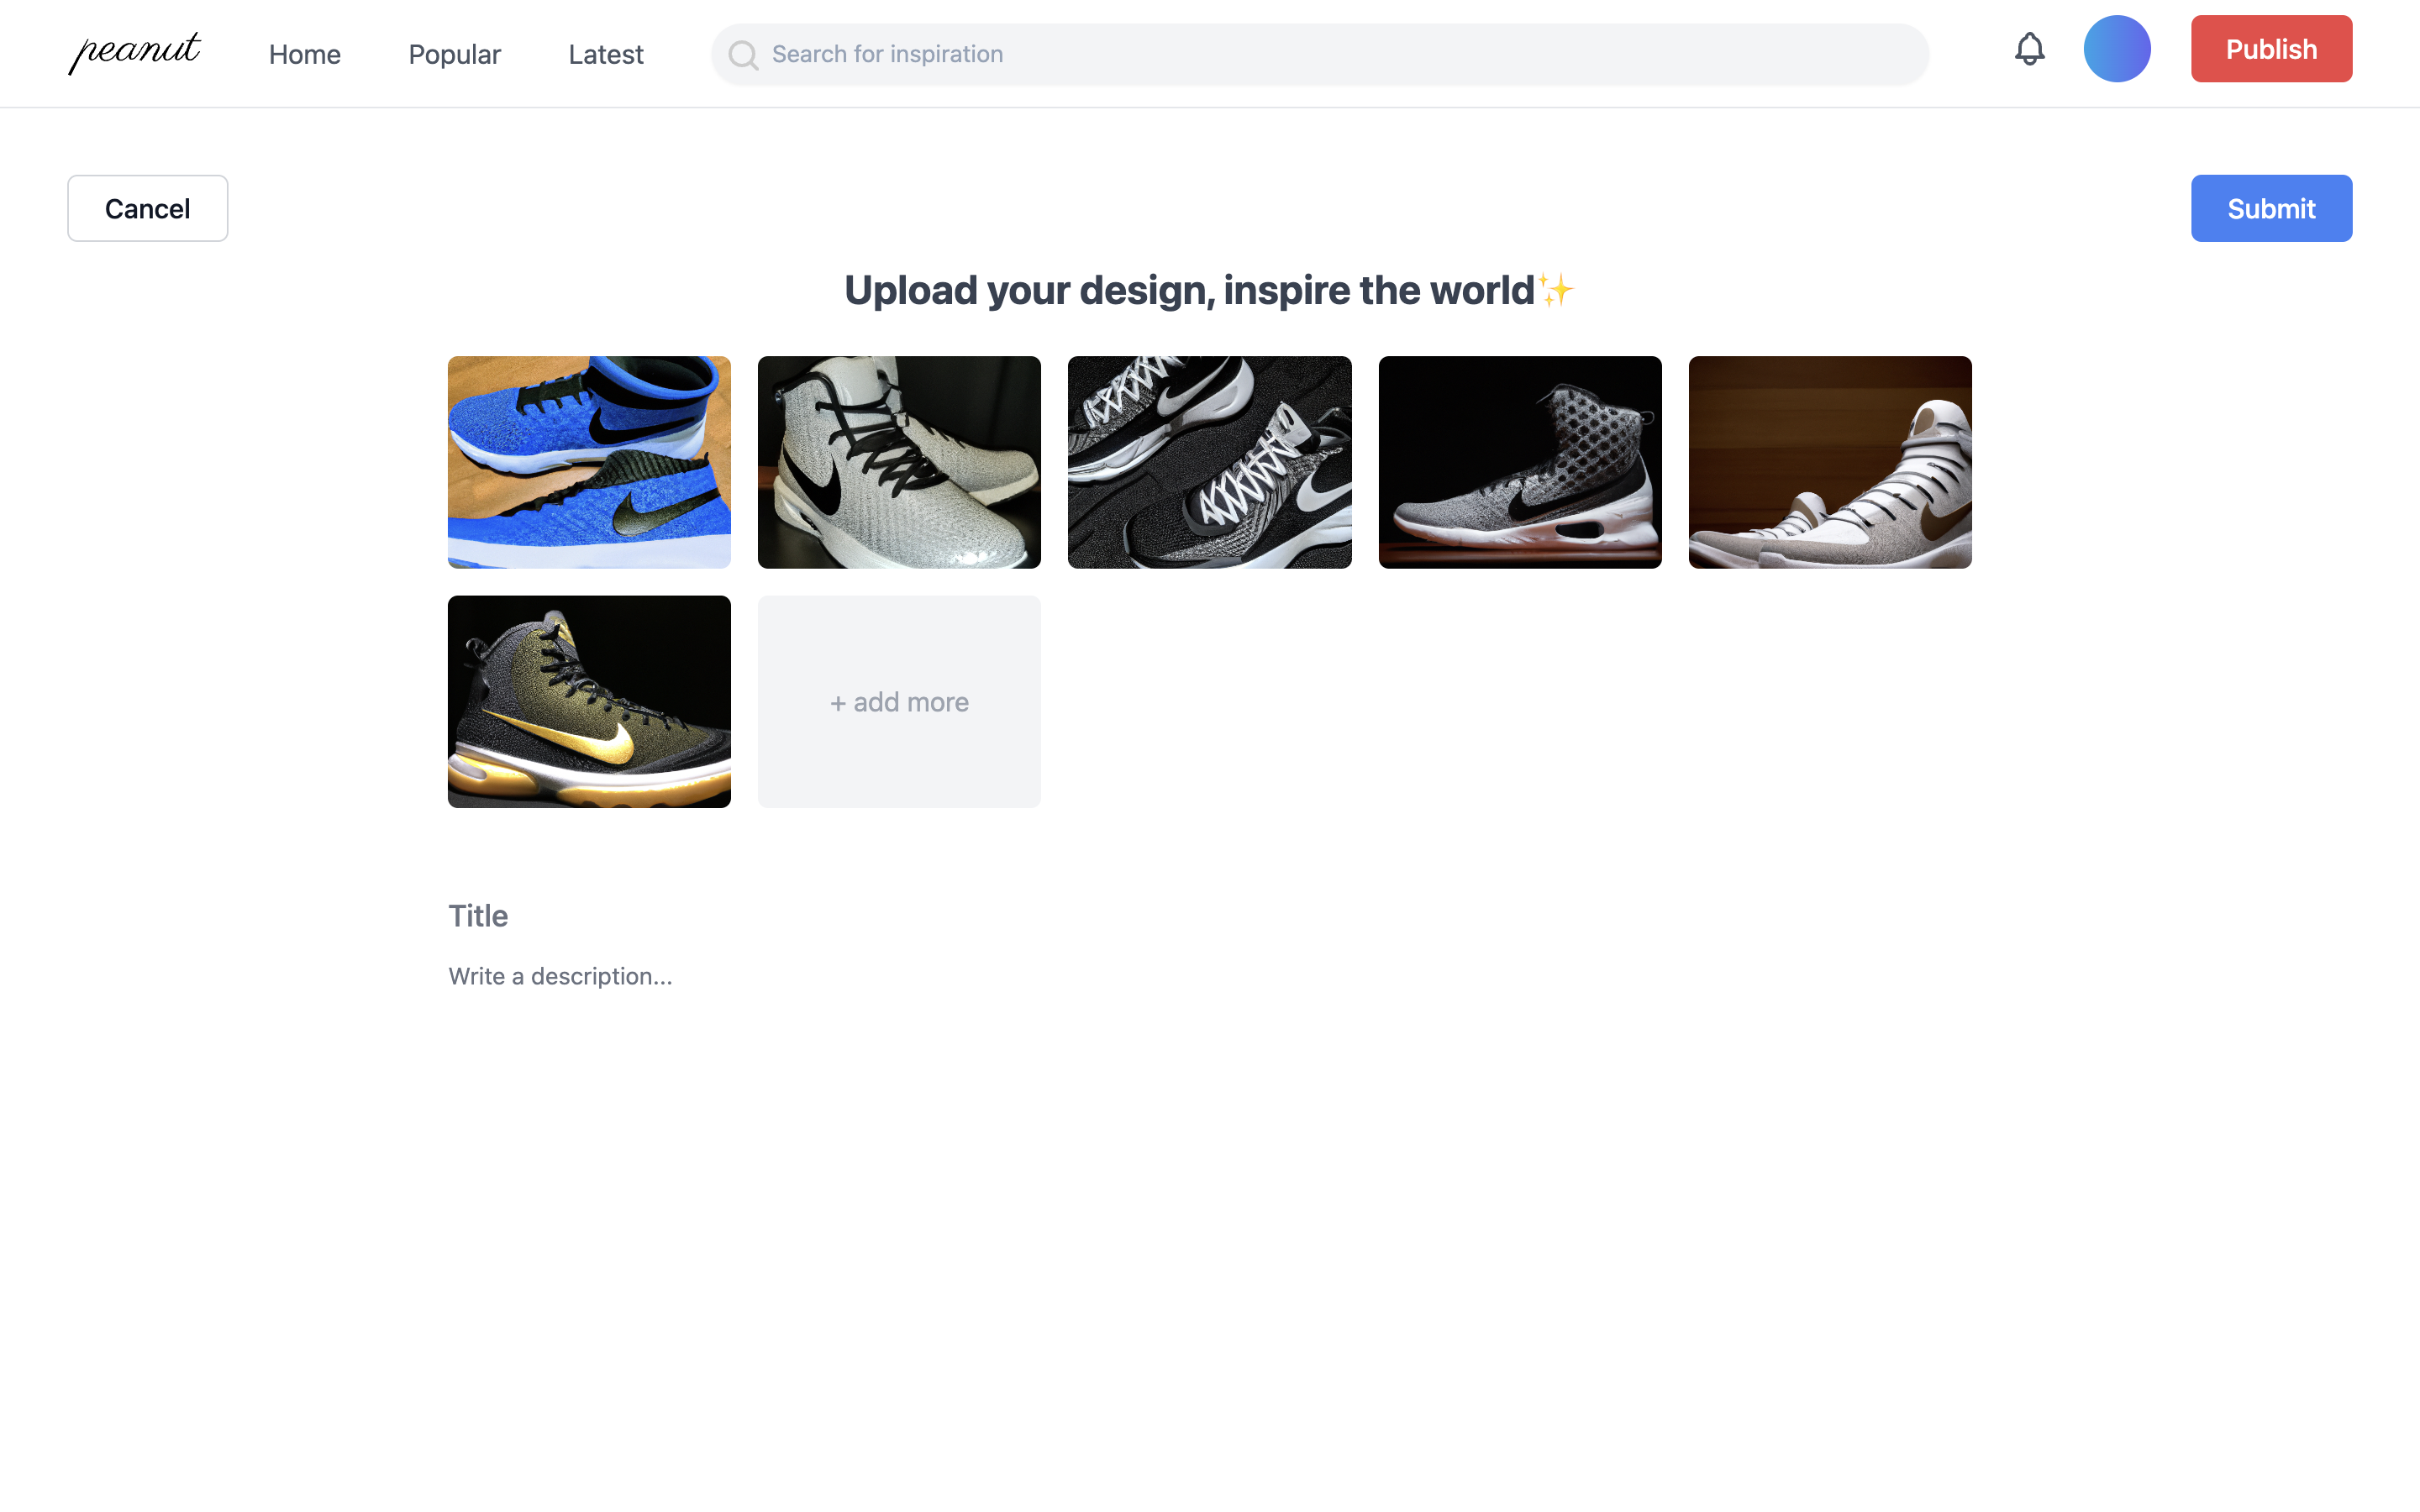 peanut
Home
Popular
Latest
Search for inspiration
Publish
Cancel
Submit
Upload your design, inspire the world✨
+ add more
Title
Write a description...